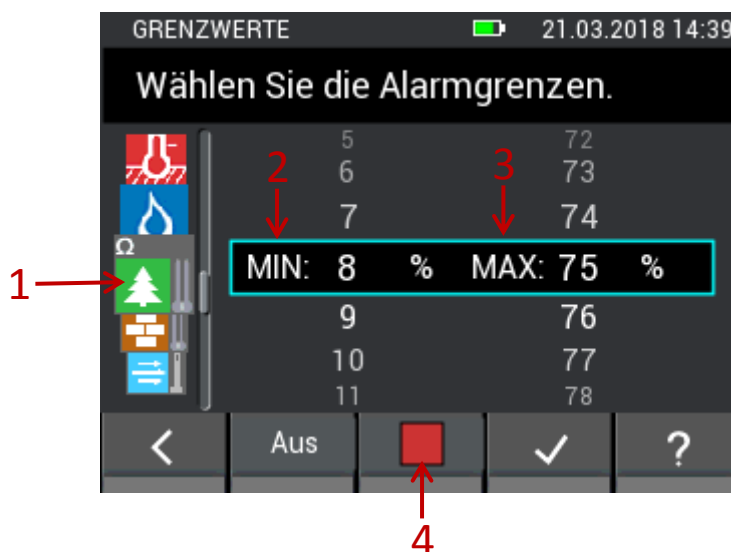 GRENZWERTE 21.03.2018 14:39
Wählen Sie die Alarmgrenzen.
5 72
2 6 3 73
7 74
Ω
1 MIN: 8 % MAX: 75 %
9 76
10 77
11 78
Aus ?
4